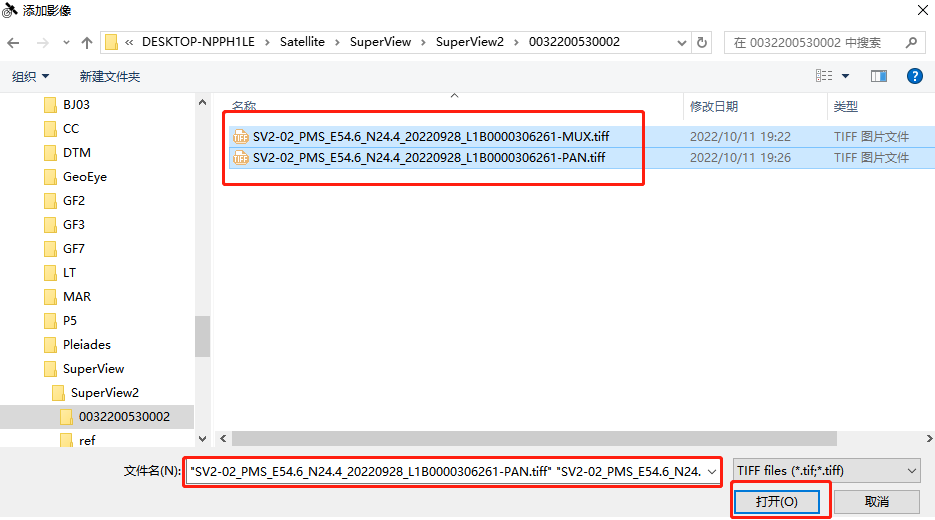 添加影像
« DESKTOP-NPPH1LE > Satellite > SuperView > SuperView2 > 0032200530002
在 0032200530002 中搜索
组织
新建文件夹
名称
修改日期
类型
BJ03
CC
DTM
GeoEye
GF2
GF3
GF7
LT
MAR
P5
Pleiades
SuperView
SuperView2
0032200530002
ref
SV2-02_PMS_E54.6_N24.4_20220928_L1B0000306261-MUX.tiff 2022/10/11 19:22 TIFF 图片文件
SV2-02_PMS_E54.6_N24.4_20220928_L1B0000306261-PAN.tiff 2022/10/11 19:26 TIFF 图片文件
文件名(N): "SV2-02_PMS_E54.6_N24.4_20220928_L1B0000306261-PAN.tiff" "SV2-02_PMS_E54.6_N24.
TIFF files (*.tif;*.tiff)
打开(O)
取消